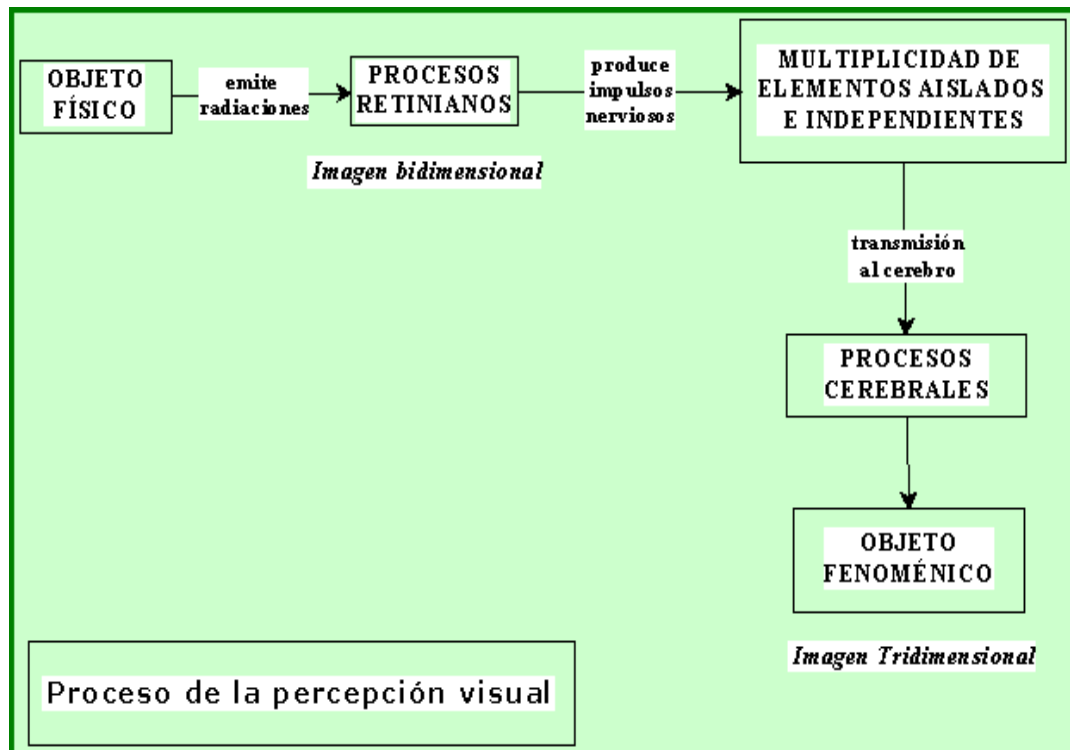 OBJETO
FÍSICO
emite
radiaciones
PROCESOS
RETINIANOS
Imagen bidimensional
produce
impulsos
nerviosos
MULTIPLICIDAD DE
ELEMENTOS AISLADOS
E INDEPENDIENTES
transmisión
al cerebro
PROCESOS
CEREBRALES
OBJETO
FENOMÉNICO
Imagen Tridimensional
Proceso de la percepción visual